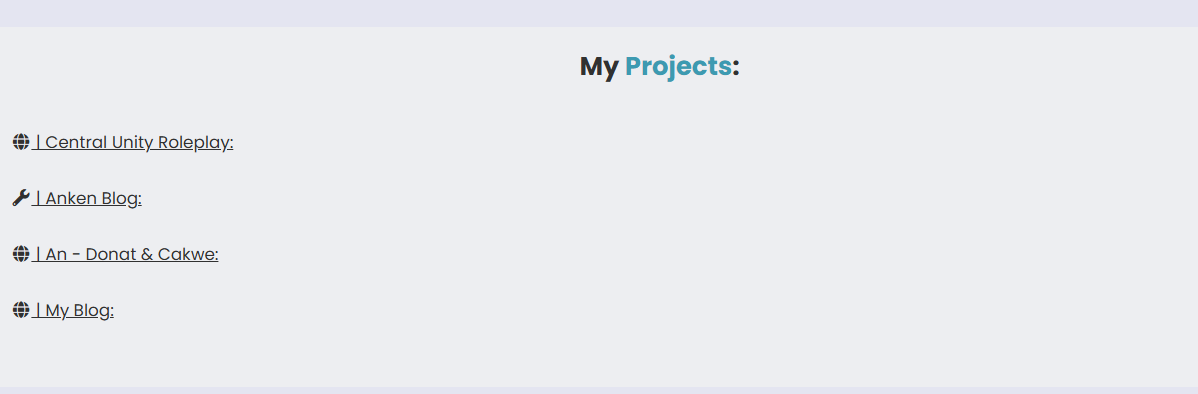 My Projects:
| Central Unity Roleplay:
| Anken Blog:
| An - Donat & Cakwe:
| My Blog: